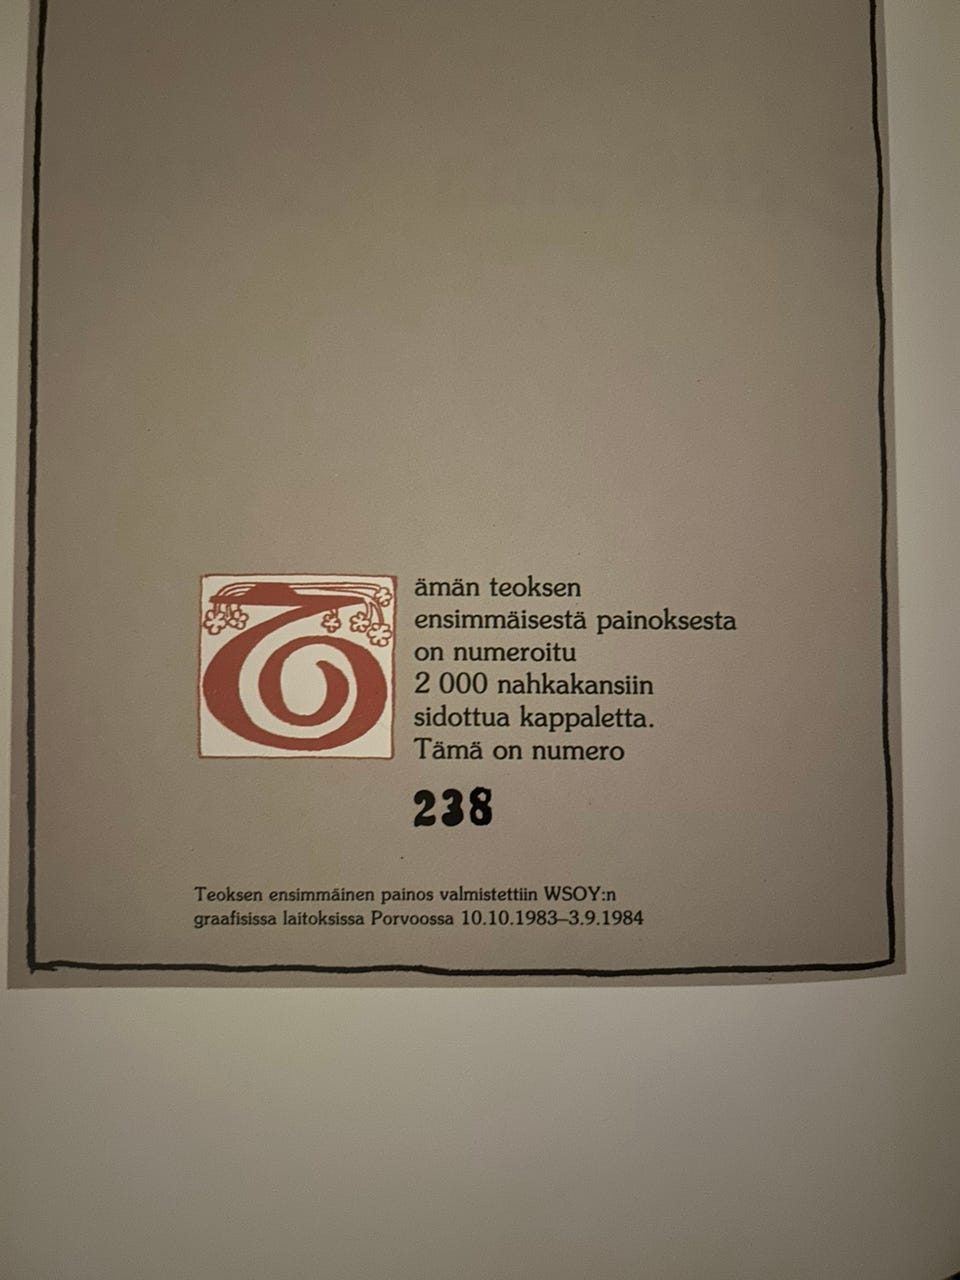 Tämän teoksen
ensimmäisestä painoksesta
on numeroitu
2 000 nahkakansiin
sidottua kappaletta.
Tämä on numero
238
Teoksen ensimmäinen painos valmistettiin WSOY:n
graafisissa laitoksissa Porvoossa 10.10.1983–3.9.1984